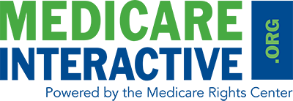 MEDICARE
INTERACTIVE
.ORG
Powered by the Medicare Rights Center